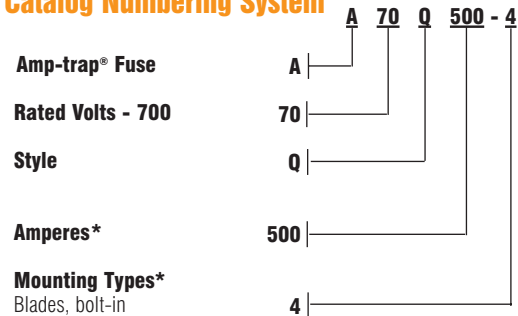 Catalog Numbering System
A 70 Q 500 - 4
Amp-trap® Fuse A
Rated Volts - 700 70
Style Q
Amperes* 500
Mounting Types*
Blades, bolt-in 4